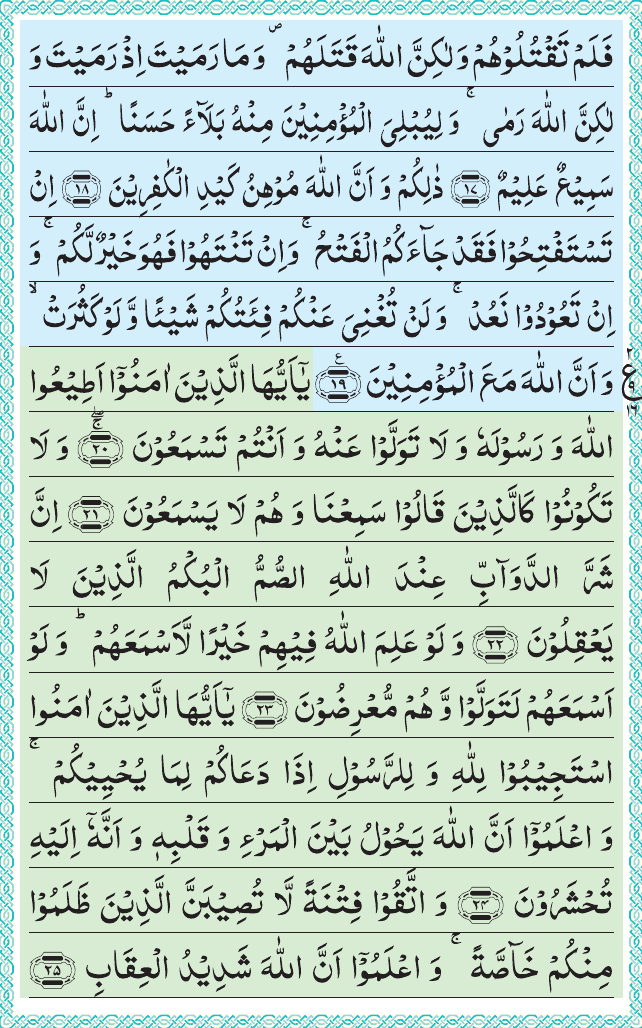 فَلَمۡ تَقۡتُلُوۡهُمۡ وَلٰكِنَّ اللّٰهَ قَتَلَهُمۡ ۖ وَ مَا رَمَيۡتَ اِذۡ رَمَيۡتَ وَ
لٰكِنَّ اللّٰهَ رَمٰى ۚ وَ لِيُبۡلِىَ الۡمُؤۡمِنِيۡنَ مِنۡهُ بَلَآءً حَسَنًا ؕ اِنَّ اللّٰهَ
سَمِيۡعٌ عَلِيۡمٌ ﴿۱۷﴾ ذٰلِكُمۡ وَ اَنَّ اللّٰهَ مُوۡهِنُ كَيۡدِ الۡكٰفِرِيۡنَ ﴿۱۸﴾ اِنۡ
تَسۡتَفۡتِحُوۡا فَقَدۡ جَآءَكُمُ الۡفَتۡحُ ۚ وَاِنۡ تَنۡتَهُوۡا فَهُوَ خَيۡرٌ لَّكُمۡ ۚ وَ
اِنۡ تَعُوۡدُوۡا نَعُدۡ ۚ وَلَنۡ تُغۡنِىَ عَنۡكُمۡ فِئَتُكُمۡ شَيۡئًا وَّ لَوۡ كَثُرَتۡ ۙ
وَ اَنَّ اللّٰهَ مَعَ الۡمُؤۡمِنِيۡنَ ﴿۱۹﴾ يٰۤاَيُّهَا الَّذِيۡنَ اٰمَنُوۡۤا اَطِيۡعُوا
اللّٰهَ وَ رَسُوۡلَهٗ وَ لَا تَوَلَّوۡا عَنۡهُ وَ اَنۡتُمۡ تَسۡمَعُوۡنَ ﴿۲۰﴾ وَ لَا
تَكُوۡنُوۡا كَالَّذِيۡنَ قَالُوۡا سَمِعۡنَا وَ هُمۡ لَا يَسۡمَعُوۡنَ ﴿۲۱﴾ اِنَّ
شَرَّ الدَّوَآبِّ عِنۡدَ اللّٰهِ الصُّمُّ الۡبُكۡمُ الَّذِيۡنَ لَا
يَعۡقِلُوۡنَ ﴿۲۲﴾ وَ لَوۡ عَلِمَ اللّٰهُ فِيۡهِمۡ خَيۡرًا لَّاَسۡمَعَهُمۡ ؕ وَ لَوۡ
اَسۡمَعَهُمۡ لَتَوَلَّوۡا وَّ هُمۡ مُّعۡرِضُوۡنَ ﴿۲۳﴾ يٰۤاَيُّهَا الَّذِيۡنَ اٰمَنُوا
اسۡتَجِيۡبُوۡا لِلّٰهِ وَ لِلرَّسُوۡلِ اِذَا دَعَاكُمۡ لِمَا يُحۡيِيۡكُمۡ ۚ
وَ اعۡلَمُوۡۤا اَنَّ اللّٰهَ يَحُوۡلُ بَيۡنَ الۡمَرۡءِ وَ قَلۡبِهٖ وَ اَنَّهٗۤ اِلَيۡهِ
تُحۡشَرُوۡنَ ﴿۲۴﴾ وَ اتَّقُوۡا فِتۡنَةً لَّا تُصِيۡبَنَّ الَّذِيۡنَ ظَلَمُوۡا
مِنۡكُمۡ خَآصَّةً ۚ وَ اعۡلَمُوۡۤا اَنَّ اللّٰهَ شَدِيۡدُ الۡعِقَابِ ﴿۲۵﴾